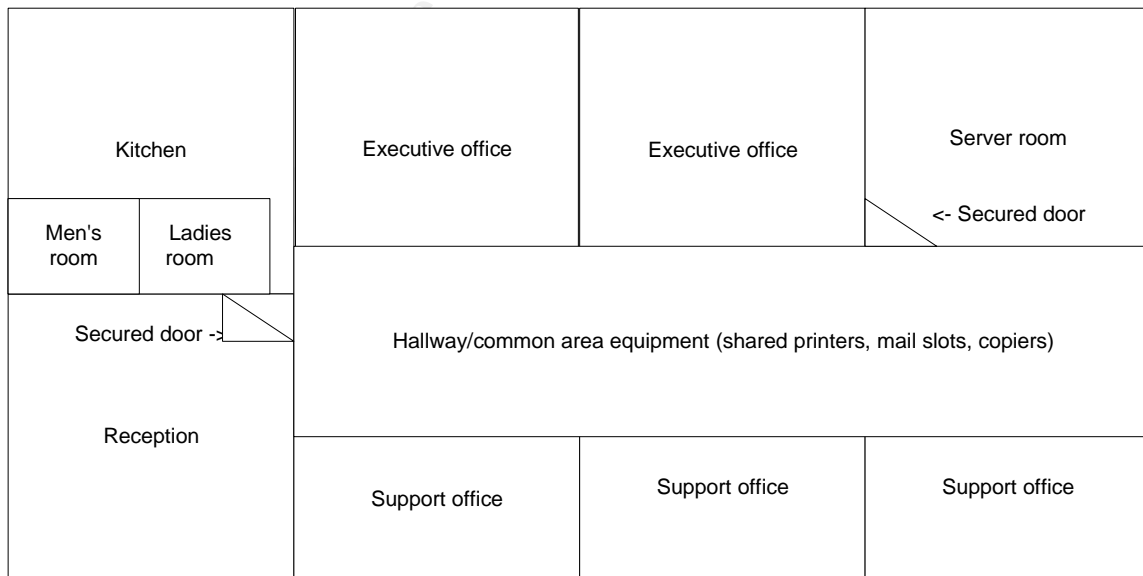 Kitchen
Executive office
Executive office
Server room
<- Secured door
Men's
room
Ladies
room
Secured door ->
Hallway/common area equipment (shared printers, mail slots, copiers)
Reception
Support office
Support office
Support office